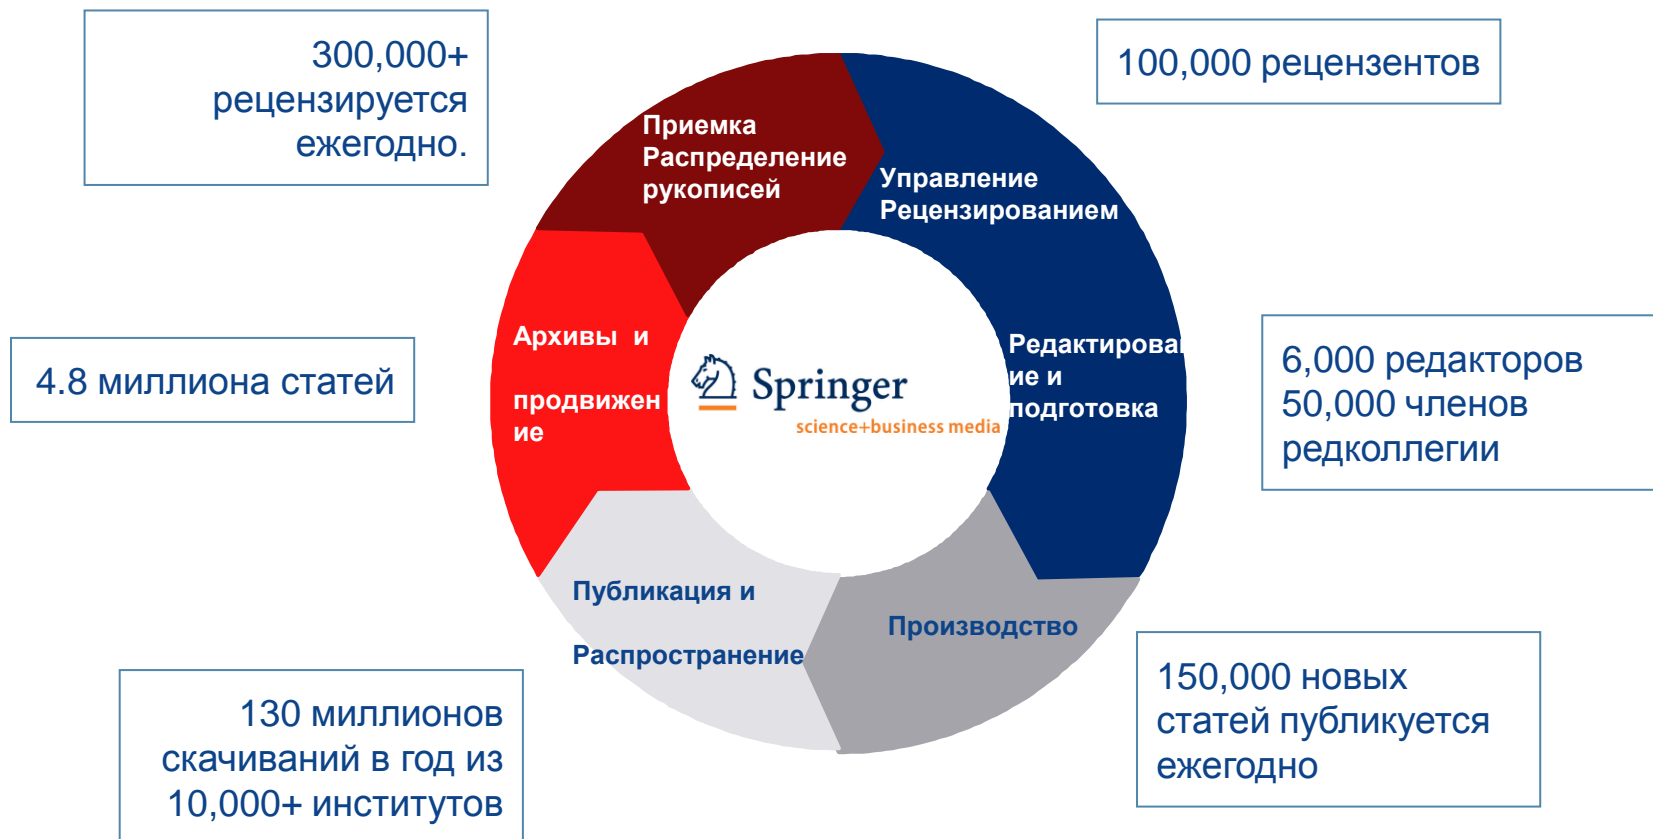 300,000+
рецензируется
ежегодно.
100,000 рецензентов
Приемка
Распределение
рукописей
Управление
Рецензированием
Архивы и
продвижен
ие
4.8 миллиона статей
Springer
science+business media
Редактирован
ие и
подготовка
6,000 редакторов
50,000 членов
редколлегии
Публикация и
Распространение
Производство
130 миллионов
скачиваний в год из
10,000+ институтов
150,000 новых
статей публикуется
ежегодно